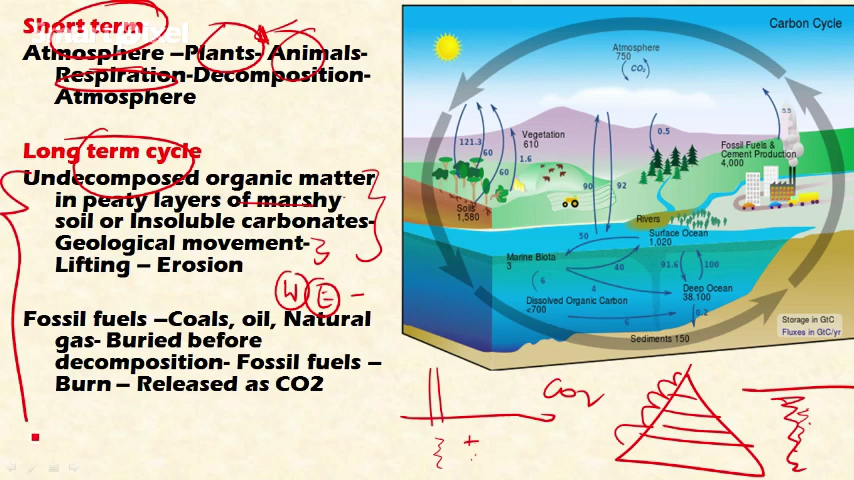 Short term
Atmosphere –Plants- Animals-
Respiration-Decomposition-
Atmosphere
Long term cycle
Undecomposed organic matter
in peaty layers of marshy
soil or Insoluble carbonates-
Geological movement-
Lifting – Erosion
W E –
Fossil fuels –Coals, oil, Natural
gas- Buried before
decomposition- Fossil fuels –
Burn – Released as CO2
Carbon Cycle
Atmosphere
750
CO2
5.5
121.3
60
Vegetation
610
0.5
Fossil Fuels &
Cement Production
4,000
60
1.6
90
92
Soils
1,580
Rivers
Surface Ocean
1,020
50
Marine Biota
3
40
91.6
100
6
4
Deep Ocean
38.100
Dissolved Organic Carbon
<700
6
0.2
Sediments 150
Storage in GtC
Fluxes in GtC/yr
CO2